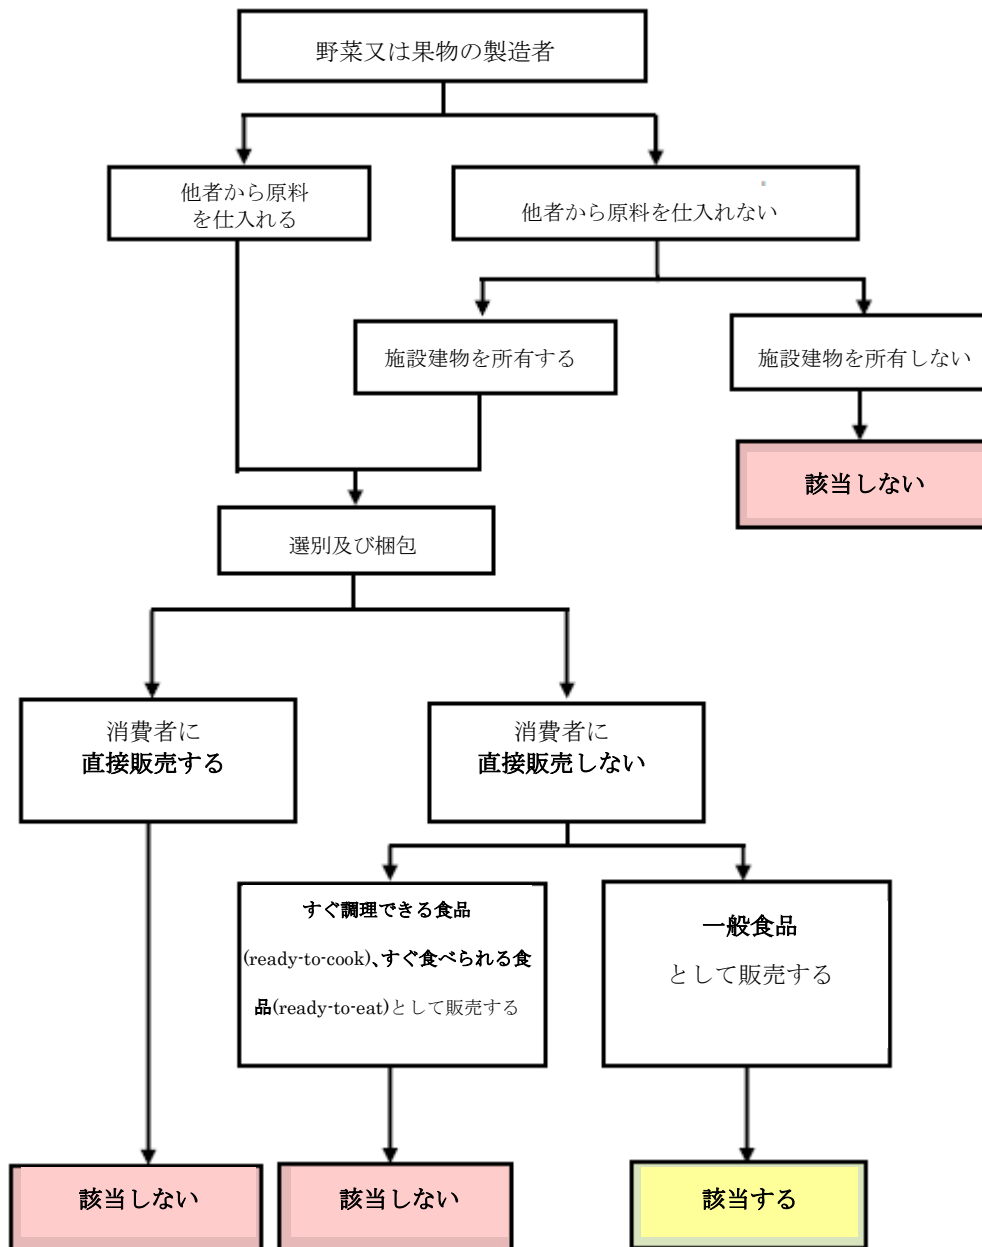 野菜又は果物の製造者
他者から原料
を仕入れる
他者から原料を仕入れない
施設建物を所有する
施設建物を所有しない
該当しない
選別及び梱包
消費者に
直接販売する
消費者に
直接販売しない
すぐ調理できる食品
(ready-to-cook)、すぐ食べられる食
品(ready-to-eat)として販売する
一般食品
として販売する
該当しない
該当しない
該当する